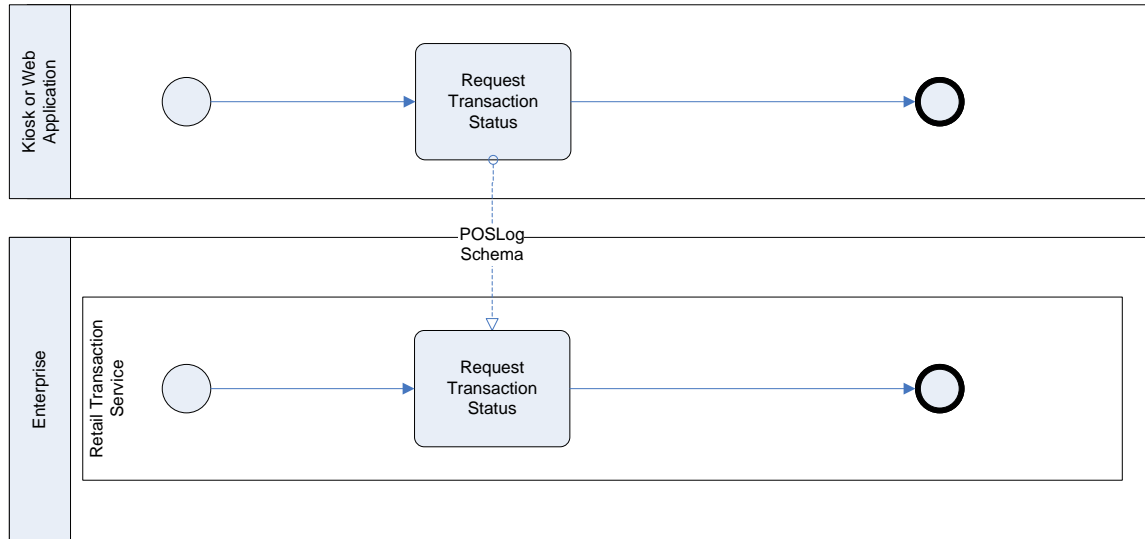 Kiosk or Web
Application
Request
Transaction
Status
POSLog
Schema
Enterprise
Retail Transaction
Service
Request
Transaction
Status